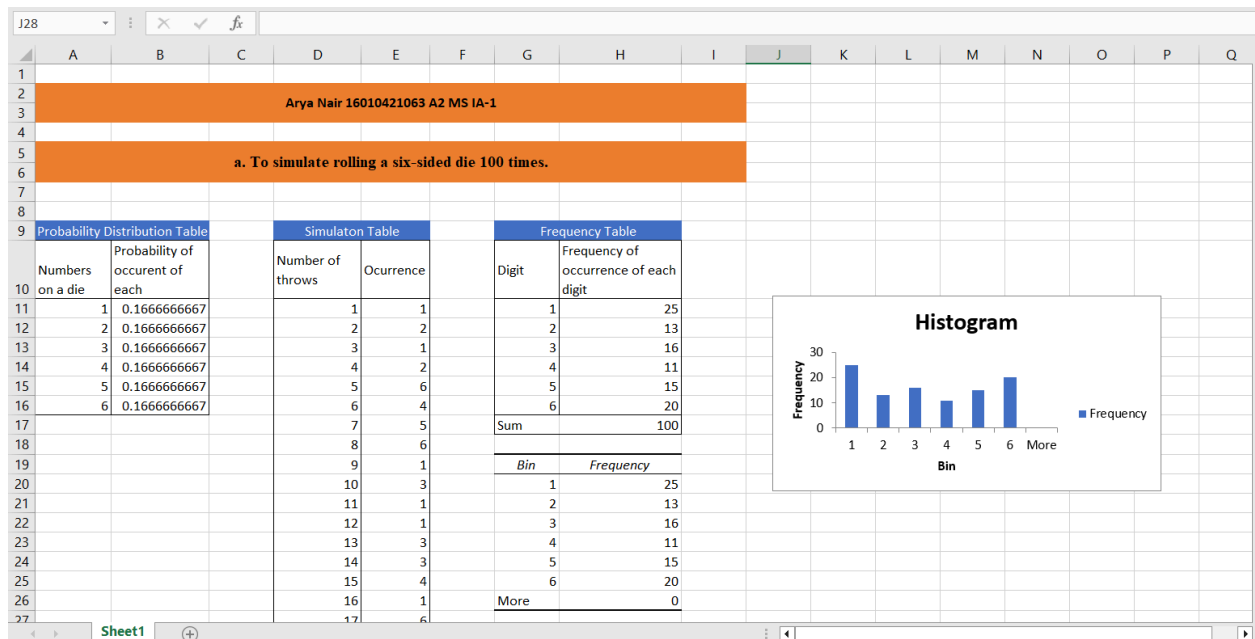 J28 fx
A B C D E F G H I J K L M N O P Q
1
2
Arya Nair 16010421063 A2 MS IA-1
3
4
5
a. To simulate rolling a six-sided die 100 times.
6
7
8
9 Probability Distribution Table Simulaton Table Frequency Table
Probability of Frequency of
Numbers occurent of Number of Ocurrence Digit occurrence of each
10 on a die each throws digit
11 1 0.1666666667 1 1 1 25
12 2 0.1666666667 2 2 2 13
13 3 0.1666666667 3 1 3 16
14 4 0.1666666667 4 2 4 11
15 5 0.1666666667 5 6 5 15
16 6 0.1666666667 6 4 6 20
17 7 5 Sum 100
18 8 6
19 9 1 Bin Frequency
20 10 3 1 25
21 11 1 2 13
22 12 1 3 16
23 13 3 4 11
24 14 3 5 15
25 15 4 6 20
26 16 1 More 0
27 17 6
Histogram
Frequency
30
20
10
0
1 2 3 4 5 6 More
Bin
Frequency
Sheet1